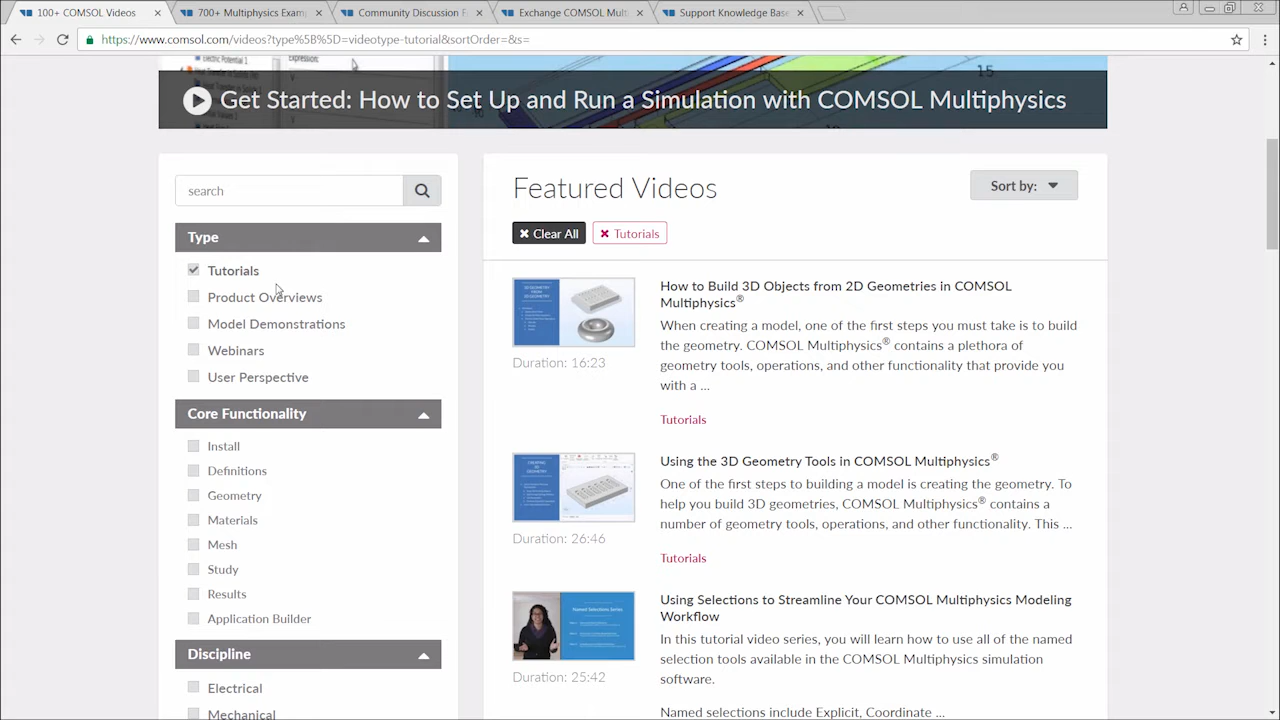 100+ COMSOL Videos
700+ Multiphysics Exam
Community Discussion F
Exchange COMSOL Mult
Support Knowledge Base
https://www.comsol.com/videos?type%5B%5D=videotype-tutorial&sortOrder=&s=
15
Get Started: How to Set Up and Run a Simulation with COMSOL Multiphysics
search
Type
Tutorials
Product Overviews
Model Demonstrations
Webinars
User Perspective
Core Functionality
Install
Definitions
Geometry
Materials
Mesh
Study
Results
Application Builder
Discipline
Electrical
Mechanical
Featured Videos
Sort by:
Clear All
Tutorials
How to Build 3D Objects from 2D Geometries in COMSOL
Multiphysics®
When creating a model, one of the first steps you must take is to build
the geometry. COMSOL Multiphysics® contains a plethora of
geometry tools, operations, and other functionality that provide you
with a ...
Duration: 16:23
Tutorials
Using the 3D Geometry Tools in COMSOL Multiphysics®
One of the first steps to building a model is creating the geometry. To
help you build 3D geometries, COMSOL Multiphysics® contains a
number of geometry tools, operations, and other functionality. This ...
Duration: 26:46
Tutorials
Using Selections to Streamline Your COMSOL Multiphysics Modeling
Workflow
In this tutorial video series, you will learn how to use all of the named
selection tools available in the COMSOL Multiphysics simulation
software.
Duration: 25:42
Named selections include Explicit, Coordinate ...